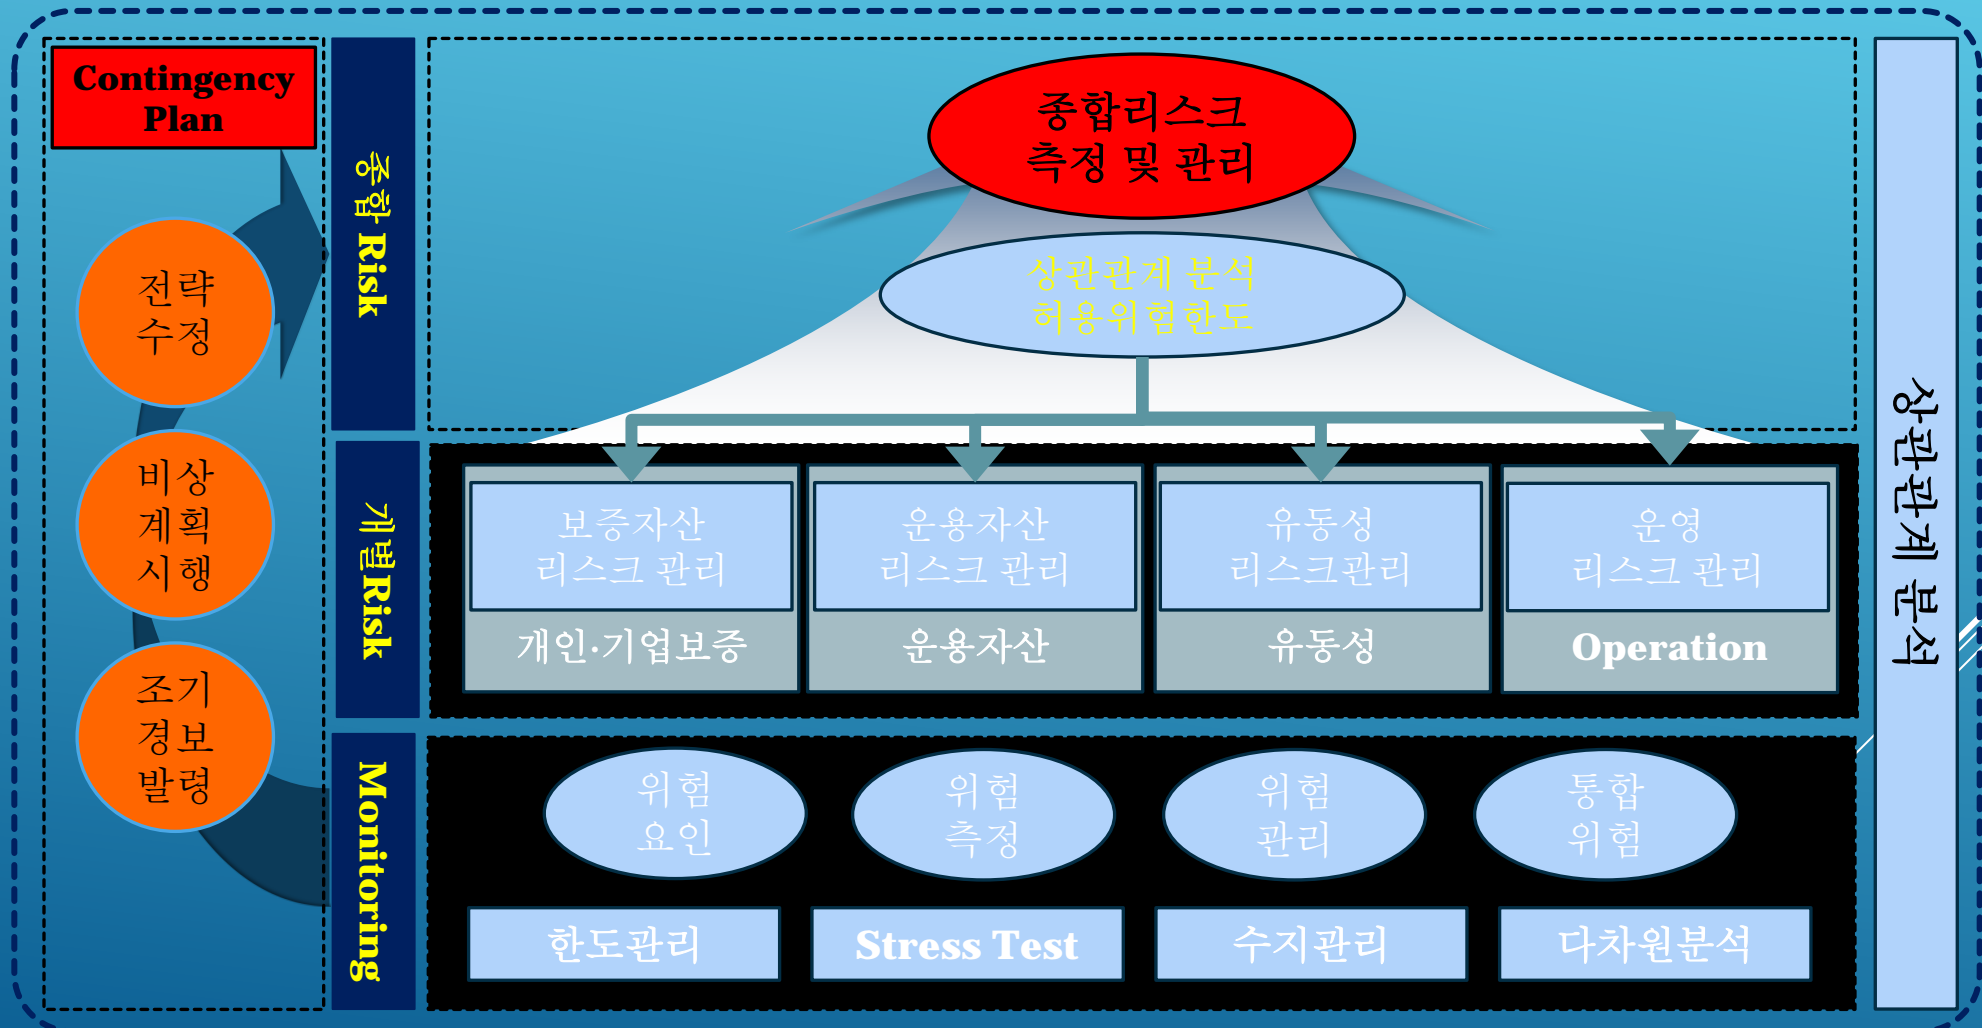 Contingency
Plan
전략
수정
비상
계획
시행
조기
경보
발령
종합 Risk
종합리스크
측정 및 관리
상관관계 분석
허용위험한도
개별Risk
보증자산
리스크 관리
개인·기업보증
운용자산
리스크 관리
운용자산
유동성
리스크관리
유동성
운영
리스크 관리
Operation
Monitoring
위험
요인
위험
측정
위험
관리
통합
위험
한도관리
Stress Test
수지관리
다차원분석
상관관계 분석